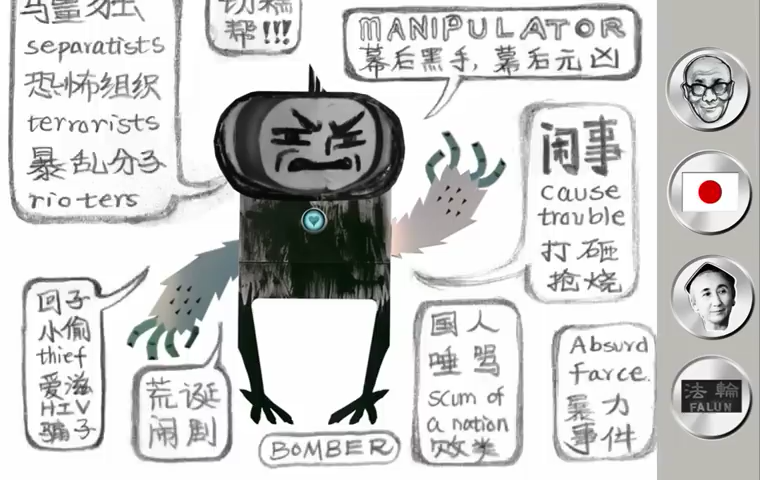 separatists
恐怖组织
terrorists
暴乱分子
rioters
帮!!!
MANIPULATOR
幕后黑手,幕后元凶
闹事
cause
trouble
打砸
抢烧
回子
小偷
thief
爱滋
HIV
骗子
荒诞
闹剧
BOMBER
国人
唾骂
scum of
a nation
败类
Absurd
farce.
暴力
事件
法輪
FALUN